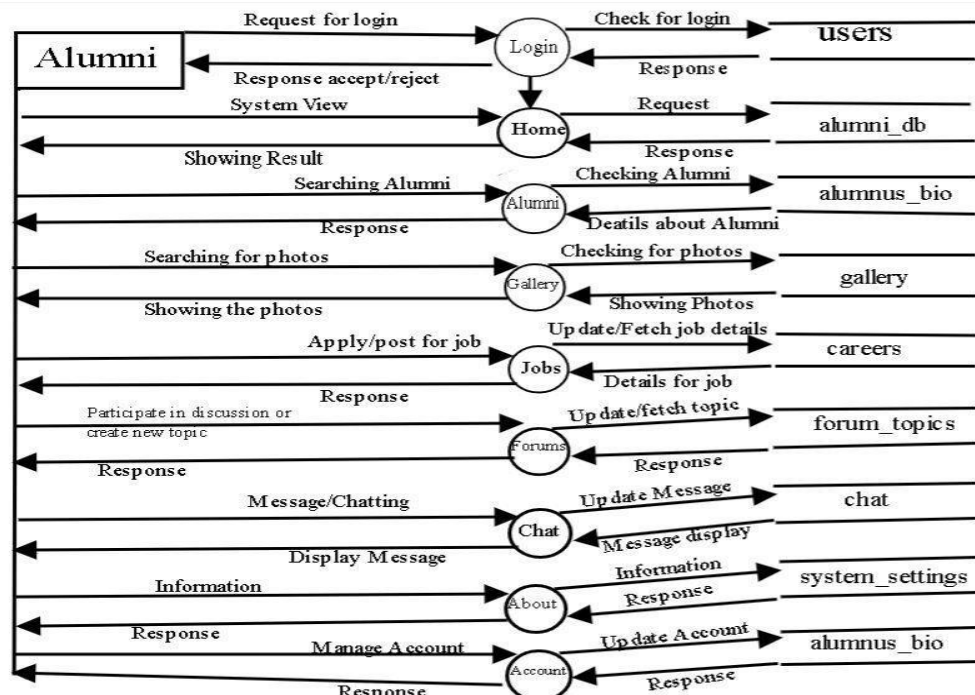 Request for login
Check for login
users
Alumni
Login
Response accept/reject
Response
System View
Request
Home
alumni_db
Showing Result
Response
Searching Alumni
Checking Alumni
Alumni
alumnus_bio
Response
Deatils about Alumni
Searching for photos
Checking for photos
Gallery
gallery
Showing the photos
Showing Photos
Apply/post for job
Update/Fetch job details
Jobs
careers
Response
Details for job
Participate in discussion or
create new topic
Update/fetch topic
Forums
forum_topics
Response
Response
Message/Chatting
Update Message
Chat
chat
Display Message
Message display
Information
Information
About
system_settings
Response
Response
Manage Account
Update Account
Account
alumnus_bio
Response
Response